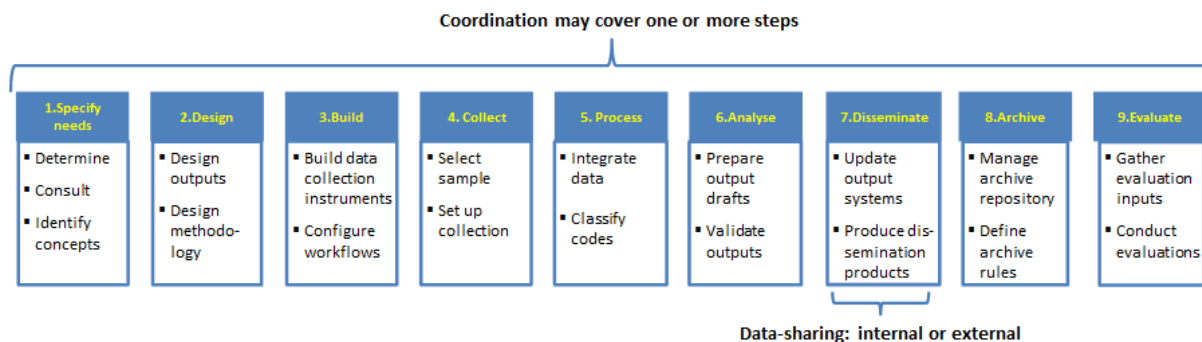 Coordination may cover one or more steps
1.Specify
needs
▪ Determine
▪ Consult
▪ Identify
concepts
2.Design
▪ Design
outputs
▪ Design
methodo-
logy
3.Build
▪ Build data
collection
instruments
▪ Configure
workflows
4. Collect
▪ Select
sample
▪ Set up
collection
5. Process
▪ Integrate
data
▪ Classify
codes
6.Analyse
▪ Prepare
output
drafts
▪ Validate
outputs
7.Disseminate
▪ Update
output
systems
▪ Produce dis-
semination
products
8.Archive
▪ Manage
archive
repository
▪ Define
archive
rules
9.Evaluate
▪ Gather
evaluation
inputs
▪ Conduct
evaluations
Data-sharing: internal or external